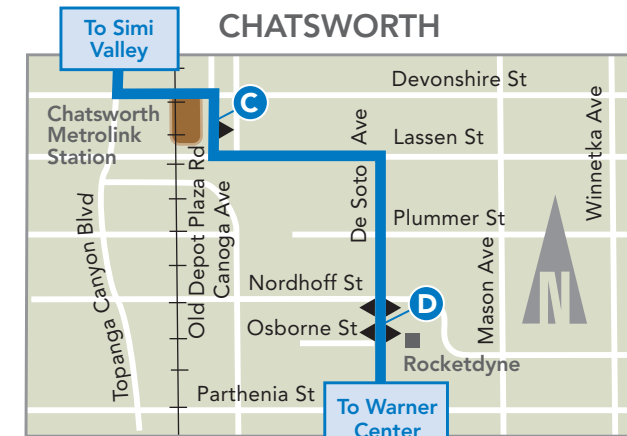 To Simi
Valley
CHATSWORTH
Devonshire St
Chatsworth
Metrolink
Station
C
Lassen St
De Soto Ave
Winnetka Ave
Old Depot Plaza Rd
Canoga Ave
Topanga Canyon Blvd
Plummer St
Mason Ave
N
Nordhoff St
D
Osborne St
Rocketdyne
Parthenia St
To Warner
Center